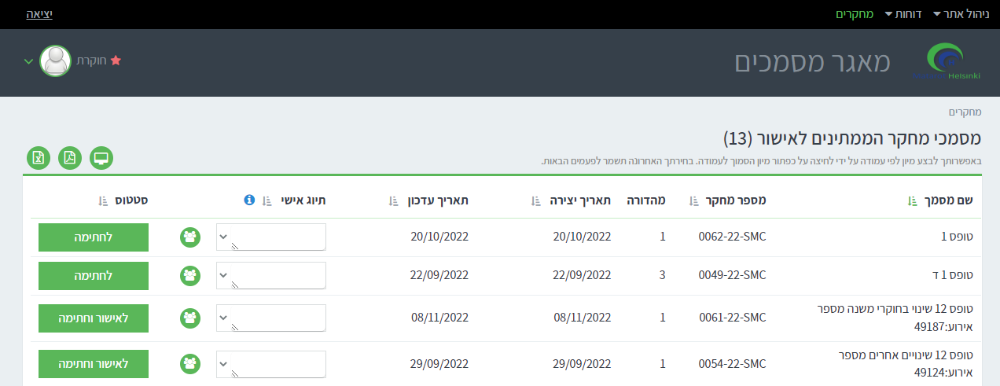 ניהול אתר דוחות מחקרים יציאה
Helsinki מאגר מסמכים חוקרת
מחקרים
מסמכי מחקר הממתינים לאישור (13)
באפשרותך לבצע מיון לפי עמודה על ידי לחיצה על כפתור מיון הסמוך לעמודה. בחירתך האחרונה תשמר לפעמים הבאות.
שם מסמך מספר מחקר מהדורה תאריך יצירה תאריך עדכון תיוג אישי סטטוס
טופס 1 0062-22-SMC 1 20/10/2022 20/10/2022 לחתימה
טופס 1 ד 0049-22-SMC 3 22/09/2022 22/09/2022 לחתימה
טופס 12 שינוי בחוקרי משנה מספר
אירוע:49187 0061-22-SMC 1 08/11/2022 08/11/2022 לאישור וחתימה
טופס 12 שינויים אחרים מספר
אירוע:49124 0054-22-SMC 1 29/09/2022 29/09/2022 לאישור וחתימה